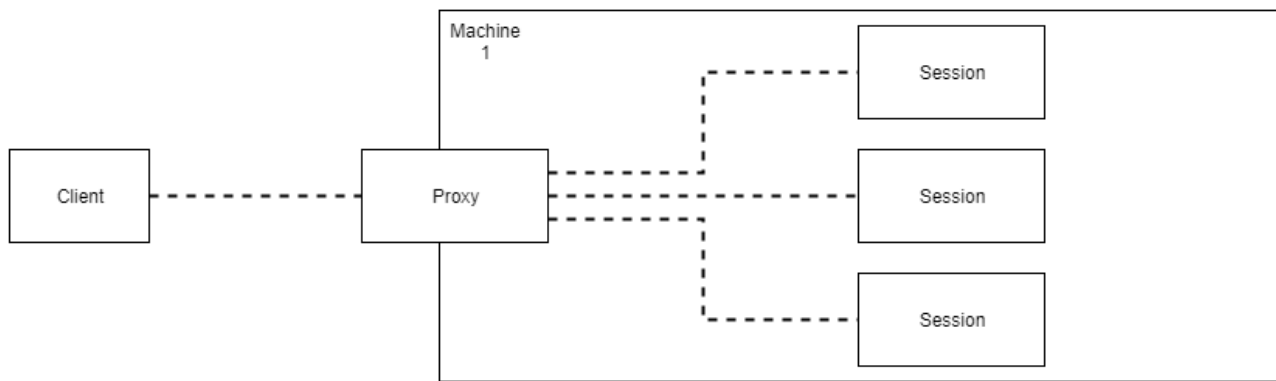 Machine
1
Session
Client
Proxy
Session
Session